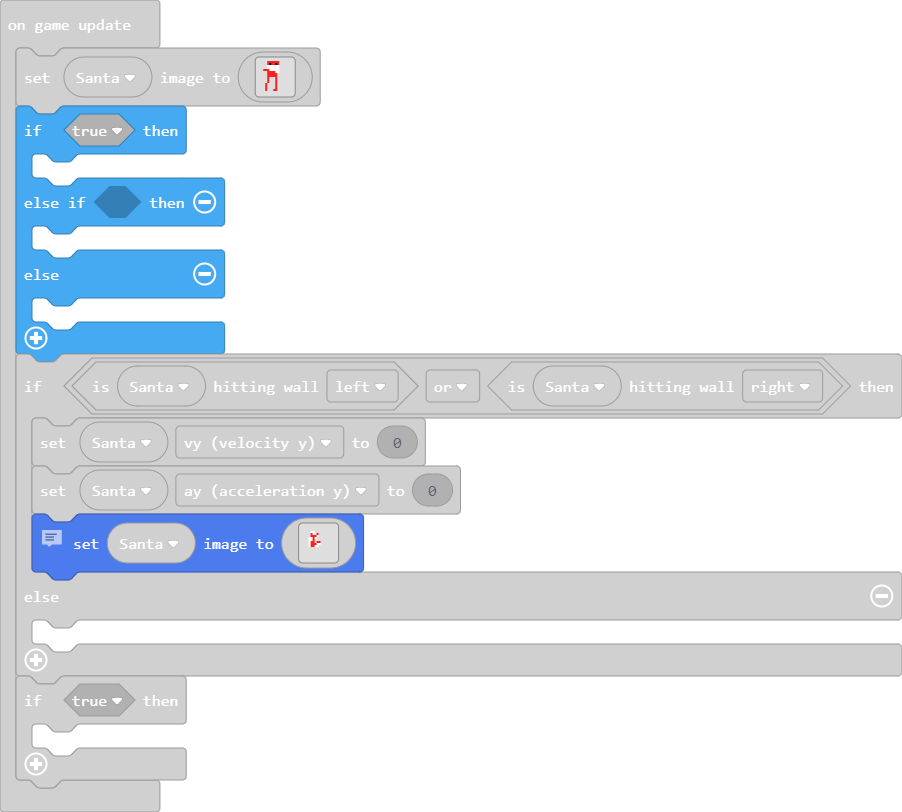 on game update
set Santa image to
if true then
else if then
else
if is Santa hitting wall left or is Santa hitting wall right then
set Santa vy (velocity y) to 0
set Santa ay (acceleration y) to 0
set Santa image to
else
if true then